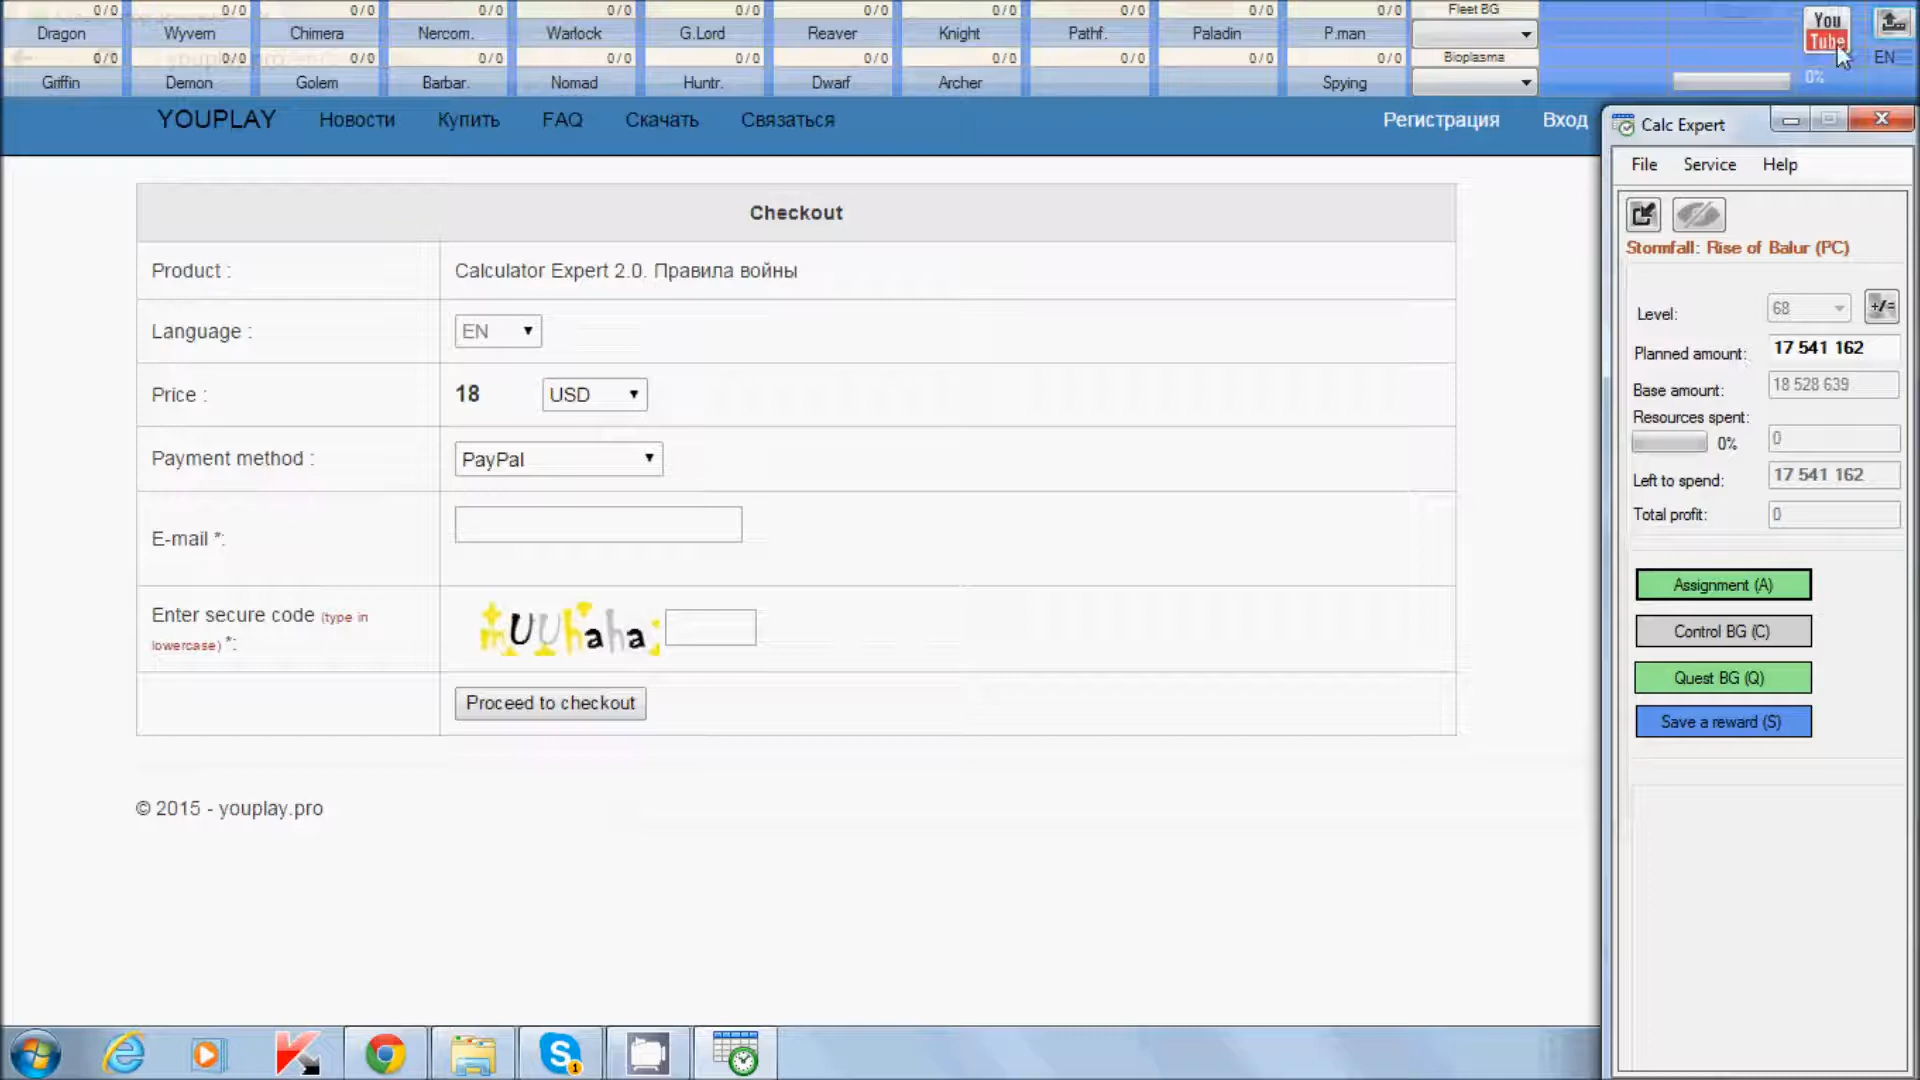 0/0 0/0 0/0 0/0 0/0 0/0 0/0 0/0 0/0 0/0 0/0 Fleet BG
Dragon Wyvern Chimera Nercom. Warlock G.Lord Reaver Knight Pathf. Paladin P.man
You
Tube
EN
0/0 0/0 0/0 0/0 0/0 0/0 0/0 0/0 0/0 0/0 0/0 Bioplasma
Griffin Demon Golem Barbar. Nomad Huntr. Dwarf Archer Spying
0%
YOUPLAY Новости Купить FAQ Скачать Связаться Регистрация Вход
Checkout
Product :
Calculator Expert 2.0. Правила войны
Language :
EN
Price :
18 USD
Payment method :
PayPal
E-mail *:
Enter secure code (type in
lowercase) *:
Proceed to checkout
© 2015 - youplay.pro
Calc Expert
File Service Help
Stormfall: Rise of Balur (PC)
Level: 68
+/=
Planned amount: 17 541 162
Base amount: 18 528 639
Resources spent:
0% 0
Left to spend: 17 541 162
Total profit: 0
Assignment (A)
Control BG (C)
Quest BG (Q)
Save a reward (S)
S
1